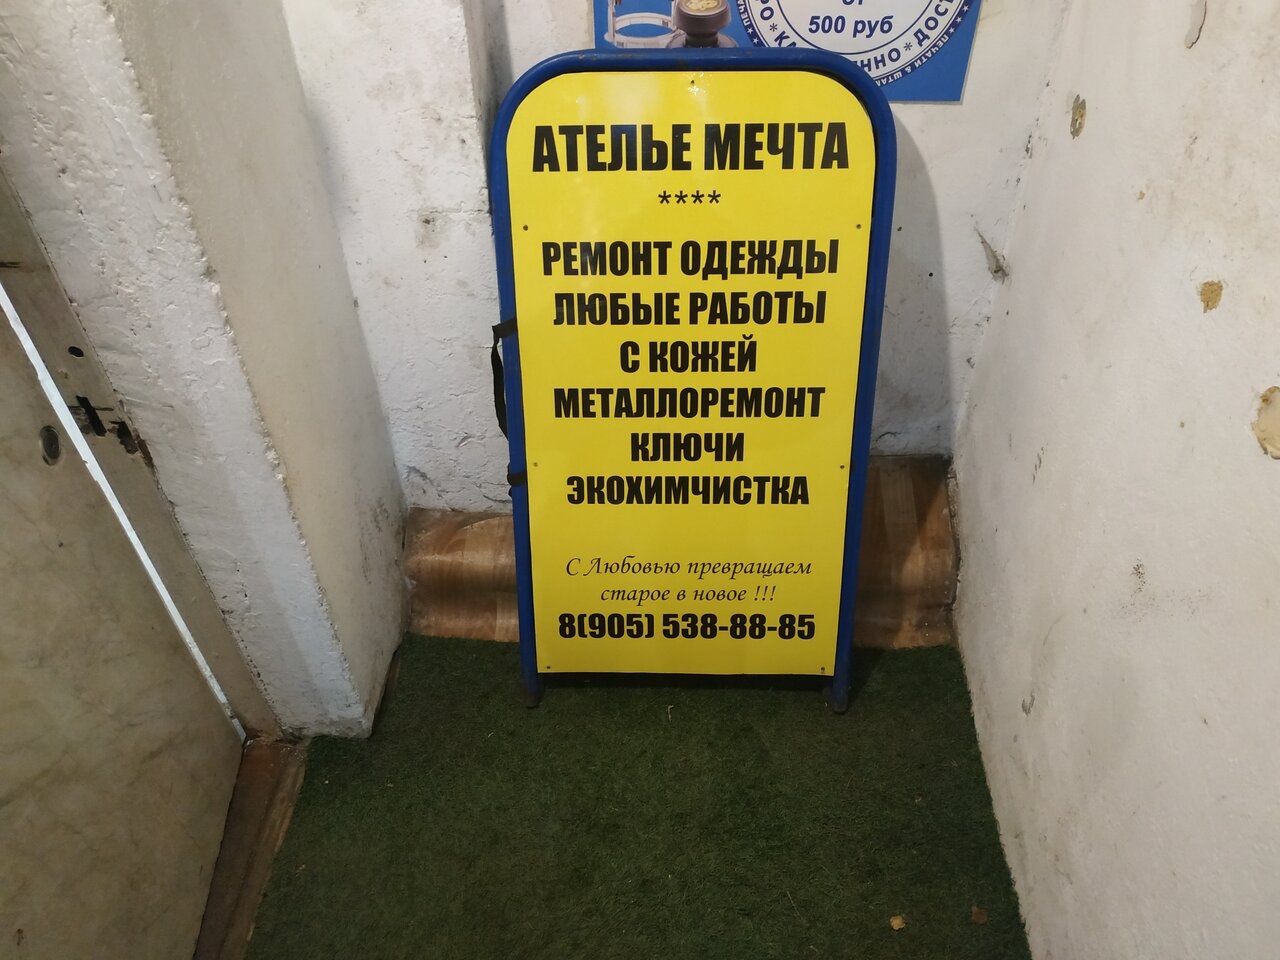 500 руб
АТЕЛЬЕ МЕЧТА
****
РЕМОНТ ОДЕЖДЫ
ЛЮБЫЕ РАБОТЫ
С КОЖЕЙ
МЕТАЛЛОРЕМОНТ
КЛЮЧИ
ЭКОХИМЧИСТКА
С Любовью превращаем
старое в новое !!!
8(905) 538-88-85